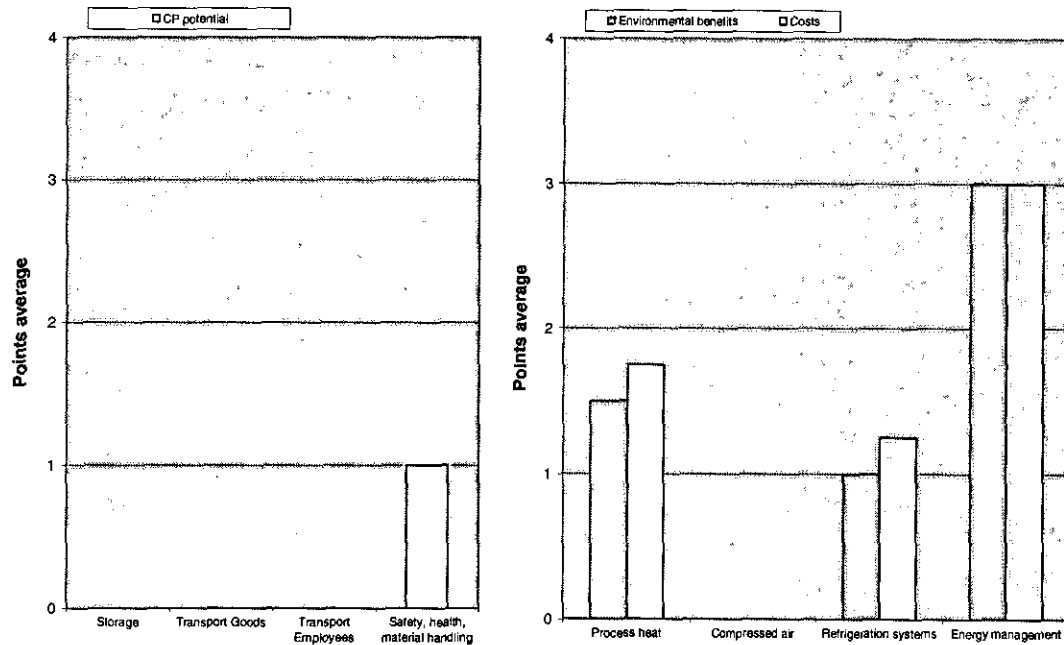 CP potential
4
3
2
1
0
Points average
Storage
Transport Goods
Transport
Employees
Safety, health,
material handling
Environmental benefits
Costs
4
3
2
1
0
Points average
Process heat
Compressed air
Refrigeration systems
Energy management